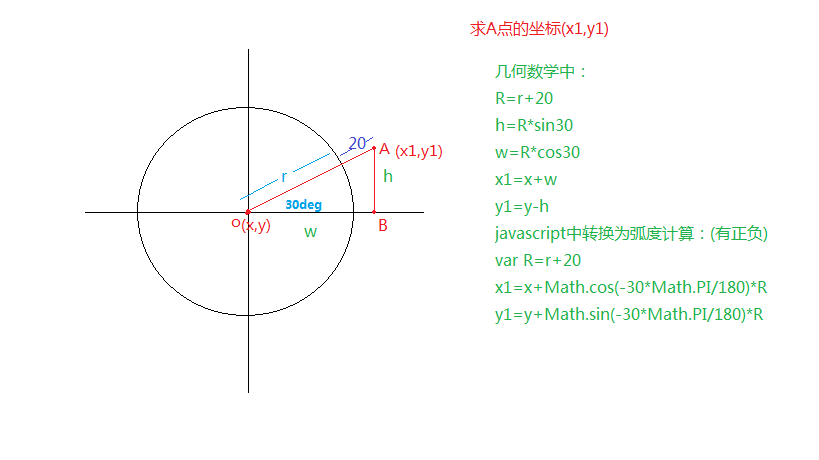 求A点的坐标(x1,y1)
几何数学中：
R=r+20
h=R*sin30
w=R*cos30
x1=x+w
y1=y-h
javascript中转换为弧度计算：(有正负)
var R=r+20
x1=x+Math.cos(-30*Math.PI/180)*R
y1=y+Math.sin(-30*Math.PI/180)*R
20
A (x1,y1)
r
h
30deg
o(x,y)
w
B